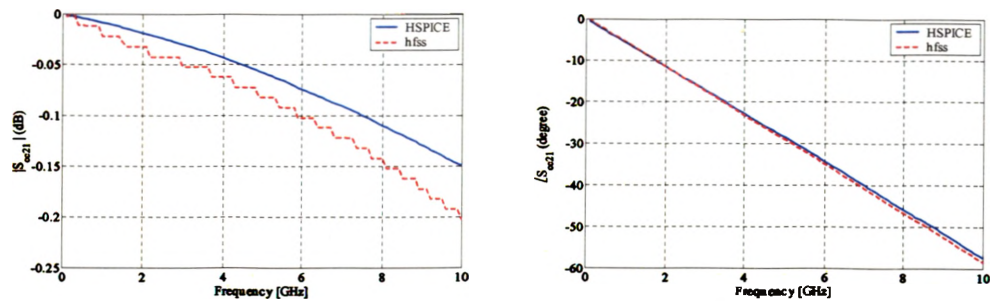 0
-0.05
-0.1
-0.15
-0.2
-0.25
|S_cc21| (dB)
HSPICE
hfss
0 2 4 6 8 10
Frequency [GHz]
0
-10
-20
-30
-40
-50
-60
∠S_cc21 (degree)
HSPICE
hfss
0 2 4 6 8 10
Frequency [GHz]